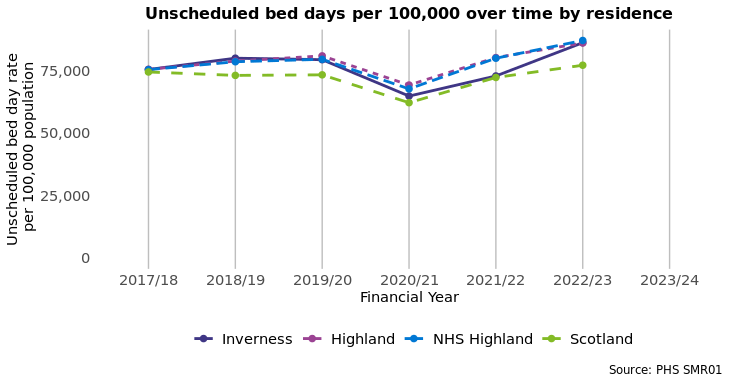 Unscheduled bed days per 100,000 over time by residence
Unscheduled bed day rate
per 100,000 population
75,000
50,000
25,000
0
2017/18 2018/19 2019/20 2020/21 2021/22 2022/23 2023/24
Financial Year
Inverness Highland NHS Highland Scotland
Source: PHS SMR01